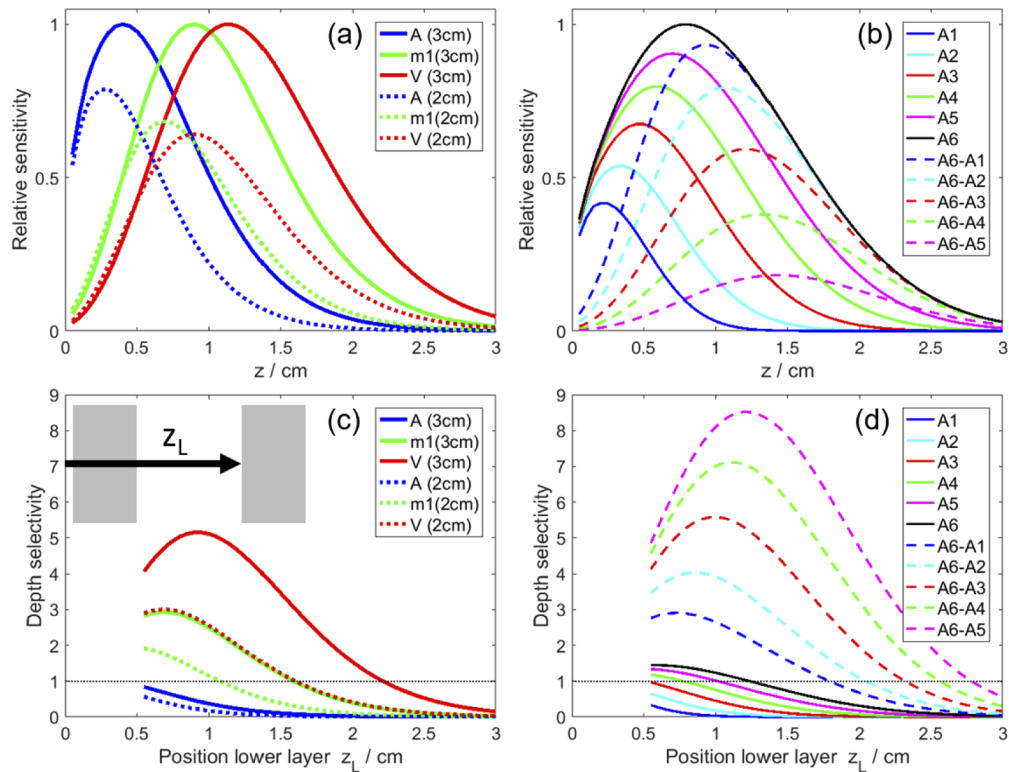 (a)
A (3cm)
m1(3cm)
V (3cm)
A (2cm)
m1(2cm)
V (2cm)
Relative sensitivity
1
0.5
0
0 0.5 1 1.5 2 2.5 3
z / cm
(b)
A1
A2
A3
A4
A5
A6
A6-A1
A6-A2
A6-A3
A6-A4
A6-A5
Relative sensitivity
1
0.5
0
0 0.5 1 1.5 2 2.5 3
z / cm
(c)
zL
A (3cm)
m1(3cm)
V (3cm)
A (2cm)
m1(2cm)
V (2cm)
Depth selectivity
9
8
7
6
5
4
3
2
1
0
0 0.5 1 1.5 2 2.5 3
Position lower layer zL / cm
(d)
A1
A2
A3
A4
A5
A6
A6-A1
A6-A2
A6-A3
A6-A4
A6-A5
Depth selectivity
9
8
7
6
5
4
3
2
1
0
0 0.5 1 1.5 2 2.5 3
Position lower layer zL / cm